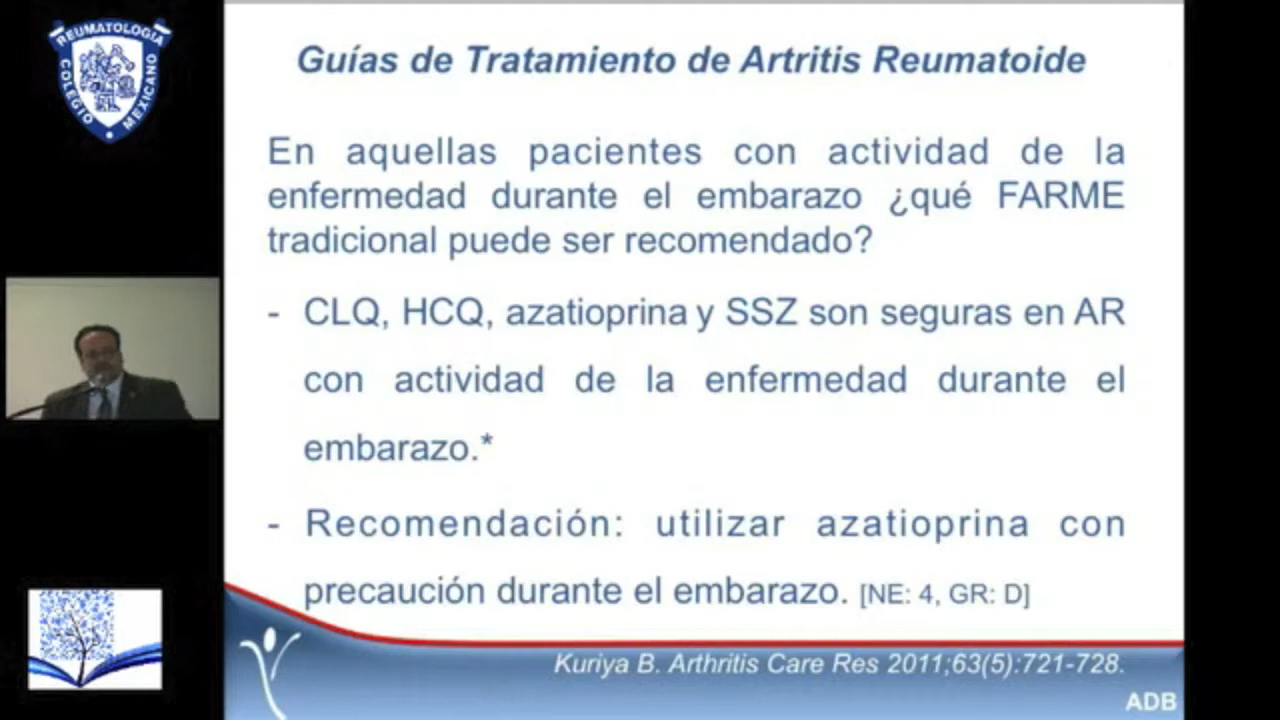 REUMATOLOGIA
COLEGIO
MEXICANO
Guías de Tratamiento de Artritis Reumatoide
En aquellas pacientes con actividad de la
enfermedad durante el embarazo ¿qué FARME
tradicional puede ser recomendado?
- CLQ, HCQ, azatioprina y SSZ son seguras en AR
con actividad de la enfermedad durante el
embarazo.*
- Recomendación: utilizar azatioprina con
precaución durante el embarazo. [NE: 4, GR: D]
Kuriya B. Arthritis Care Res 2011;63(5):721-728.
ADB